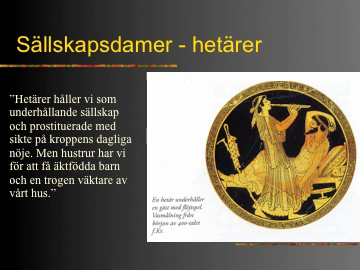 Sällskapsdamer - hetärer
”Hetärer håller vi som
underhållande sällskap
och prostituerade med
sikte på kroppens dagliga
nöje. Men hustrur har vi
för att få äktfödda barn
och en trogen väktare av
vårt hus.”
En hetär underhåller
en gäst med flöjtspel.
Vasmålning från
början av 400-talet
f.Kr.